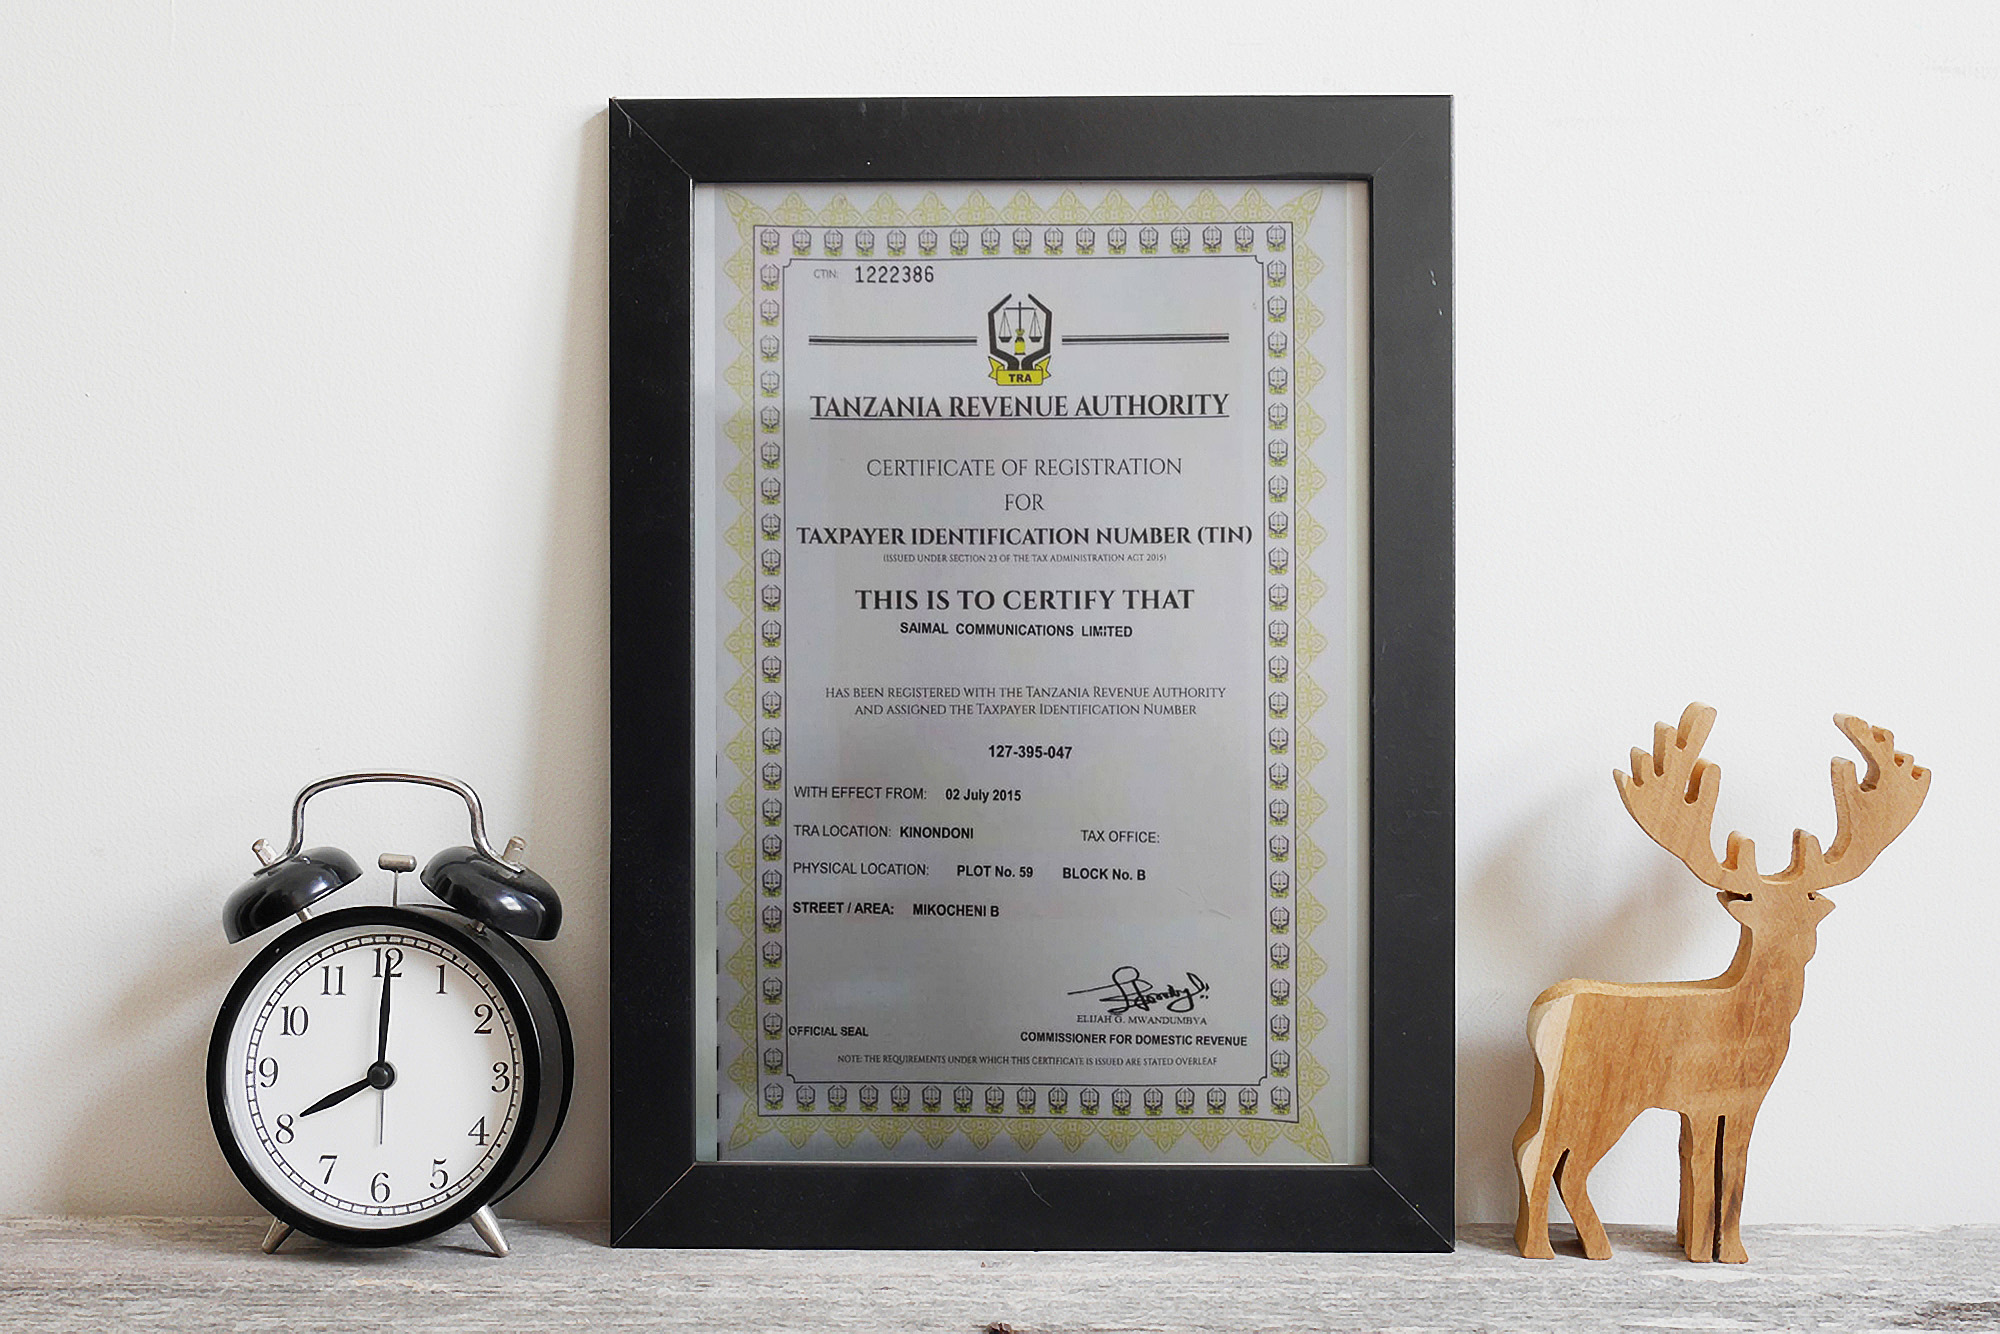 CTIN: 1222386
TRA
TANZANIA REVENUE AUTHORITY
CERTIFICATE OF REGISTRATION
FOR
TAXPAYER IDENTIFICATION NUMBER (TIN)
(ISSUED UNDER SECTION 23 OF THE TAX ADMINISTRATION ACT 2015)
THIS IS TO CERTIFY THAT
SAIMAL COMMUNICATIONS LIMITED
HAS BEEN REGISTERED WITH THE TANZANIA REVENUE AUTHORITY
AND ASSIGNED THE TAXPAYER IDENTIFICATION NUMBER
127-395-047
WITH EFFECT FROM: 02 July 2015
TRA LOCATION: KINONDONI TAX OFFICE:
PHYSICAL LOCATION: PLOT No. 59 BLOCK No. B
STREET / AREA: MIKOCHENI B
ELIJAH G. MWANDUMBYA
OFFICIAL SEAL COMMISSIONER FOR DOMESTIC REVENUE
NOTE: THE REQUIREMENTS UNDER WHICH THIS CERTIFICATE IS ISSUED ARE STATED OVERLEAF
12
11 1
10 2
9 3
8 4
7 5
6